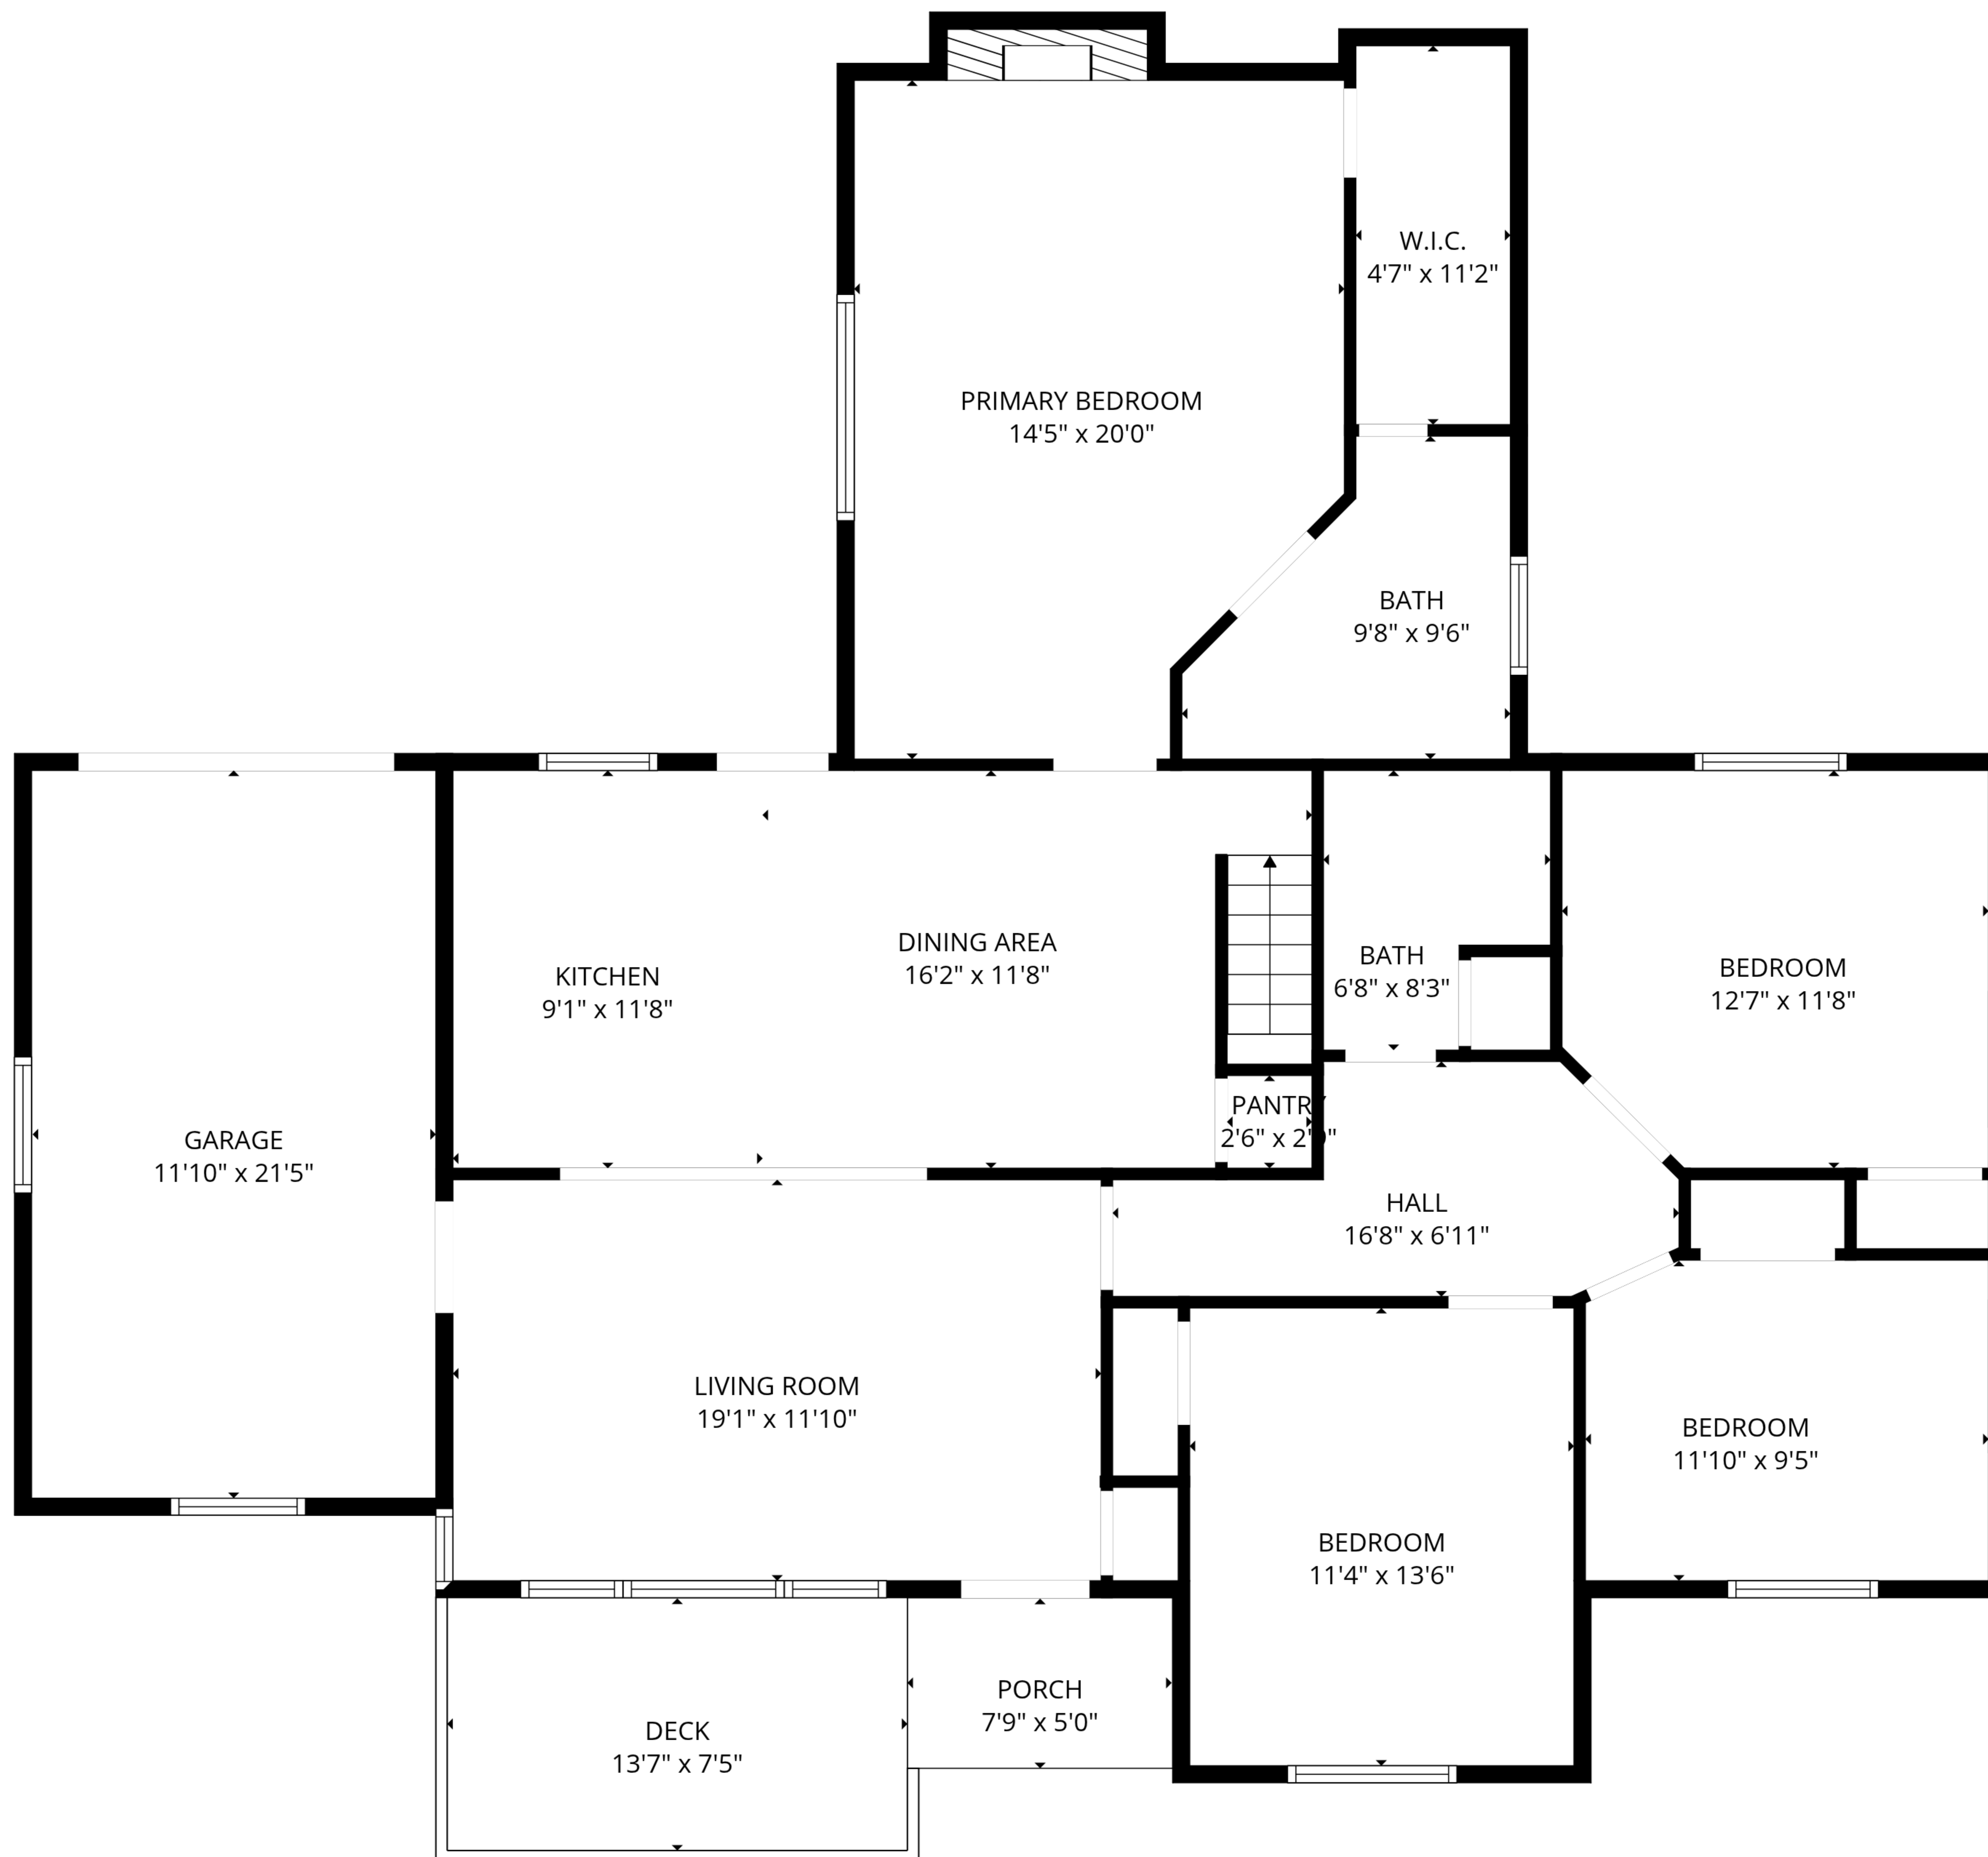 W.I.C.
4'7" x 11'2"
PRIMARY BEDROOM
14'5" x 20'0"
BATH
9'8" x 9'6"
DINING AREA
16'2" x 11'8"
KITCHEN
9'1" x 11'8"
BATH
6'8" x 8'3"
BEDROOM
12'7" x 11'8"
PANTRY
2'6" x
GARAGE
11'10" x 21'5"
HALL
16'8" x 6'11"
LIVING ROOM
19'1" x 11'10"
BEDROOM
11'10" x 9'5"
BEDROOM
11'4" x 13'6"
PORCH
7'9" x 5'0"
DECK
13'7" x 7'5"